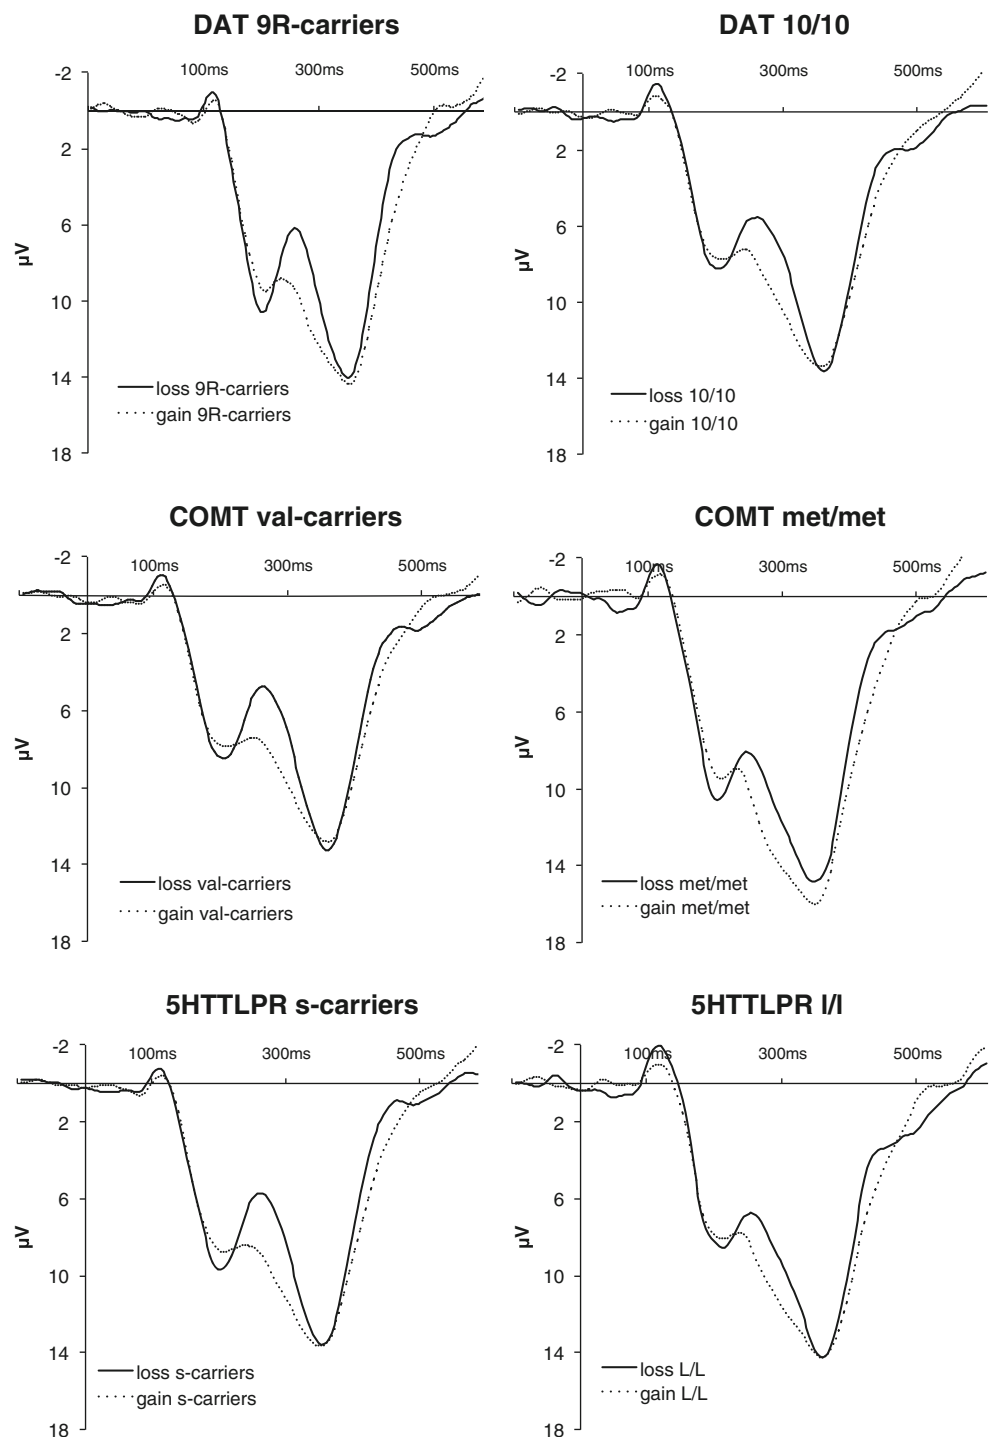 DAT 9R-carriers
-2
100ms
300ms
500ms
2
6
µV
10
14
loss 9R-carriers
gain 9R-carriers
18
DAT 10/10
-2
100ms
300ms
500ms
2
6
µV
10
14
loss 10/10
gain 10/10
18
COMT val-carriers
-2
100ms
300ms
500ms
2
6
µV
10
14
loss val-carriers
gain val-carriers
18
COMT met/met
-2
100ms
300ms
500ms
2
6
µV
10
14
loss met/met
gain met/met
18
5HTTLPR s-carriers
-2
100ms
300ms
500ms
2
6
µV
10
14
loss s-carriers
gain s-carriers
18
5HTTLPR l/l
-2
100ms
300ms
500ms
2
6
µV
10
14
loss L/L
gain L/L
18